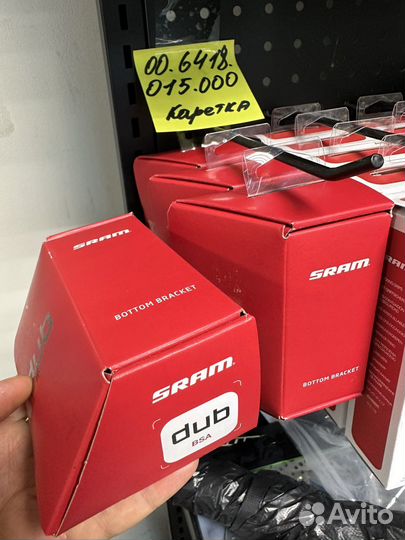 00.6418.
015.000
Каретка
SRAM
BOTTOM BRACKET
SRAM
dub
BSA
SRAM
BOTTOM BRACKET
SRAM
Avito